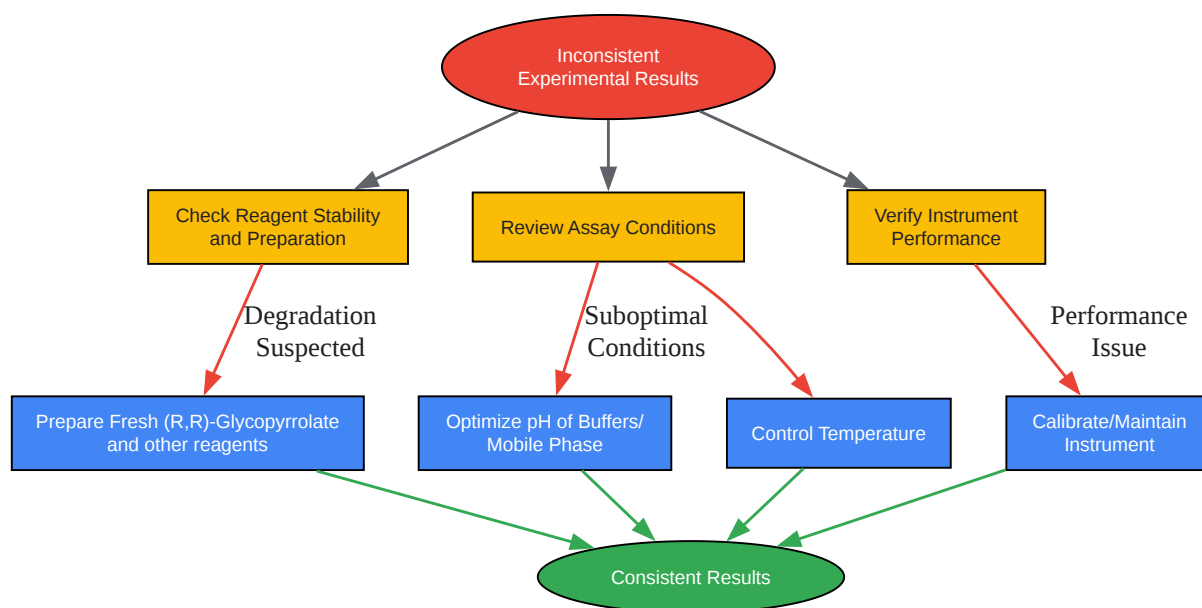 Inconsistent
Experimental Results
Check Reagent Stability
and Preparation
Review Assay Conditions
Verify Instrument
Performance
Degradation
Suspected
Suboptimal
Conditions
Performance
Issue
Prepare Fresh (R,R)-Glycopyrrolate
and other reagents
Optimize pH of Buffers/
Mobile Phase
Control Temperature
Calibrate/Maintain
Instrument
Consistent Results